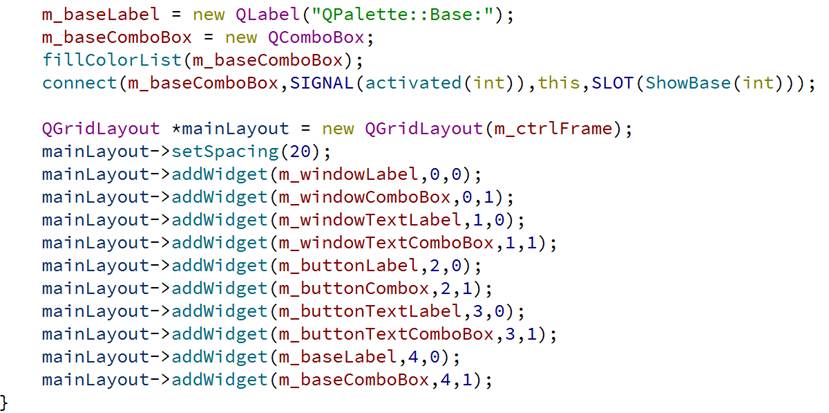 m_baseLabel = new QLabel("QPalette::Base:");
m_baseComboBox = new QComboBox;
fillColorList(m_baseComboBox);
connect(m_baseComboBox,SIGNAL(activated(int)),this,SLOT(ShowBase(int)));
QGridLayout *mainLayout = new QGridLayout(m_ctrlFrame);
mainLayout->setSpacing(20);
mainLayout->addWidget(m_windowLabel,0,0);
mainLayout->addWidget(m_windowComboBox,0,1);
mainLayout->addWidget(m_windowTextLabel,1,0);
mainLayout->addWidget(m_windowTextComboBox,1,1);
mainLayout->addWidget(m_buttonLabel,2,0);
mainLayout->addWidget(m_buttonCombox,2,1);
mainLayout->addWidget(m_buttonTextLabel,3,0);
mainLayout->addWidget(m_buttonTextComboBox,3,1);
mainLayout->addWidget(m_baseLabel,4,0);
mainLayout->addWidget(m_baseComboBox,4,1);
}